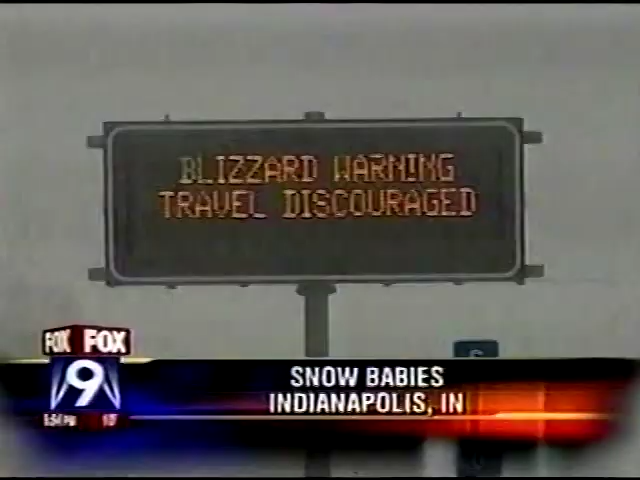 BLIZZARD WARNING
TRAVEL DISCOURAGED
FOX FOX
9
SNOW BABIES
INDIANAPOLIS, IN